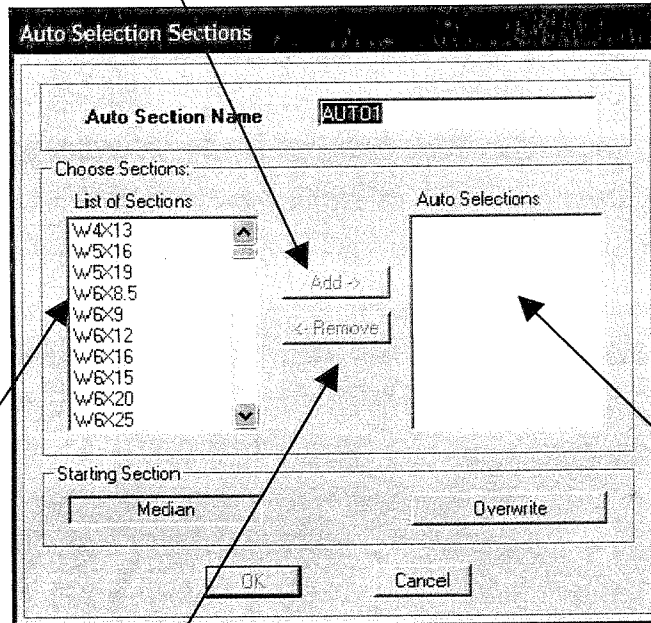 Auto Selection Sections
Auto Section Name
AUTO1
Choose Sections:
List of Sections
Auto Selections
W4X13
W5X16
W5X19
W6X8.5
W6X9
W6X12
W6X16
W6X15
W6X20
W6X25
Add ->
<- Remove
Starting Section
Median
Overwrite
OK
Cancel